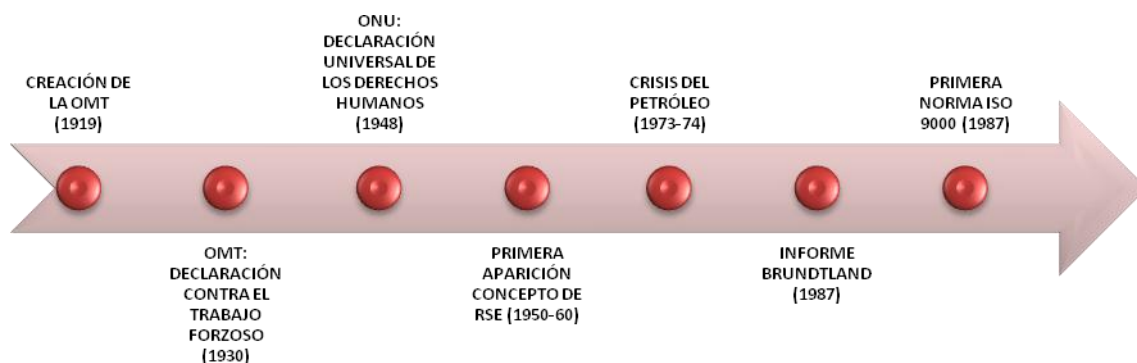 CREACIÓN DE
LA OMT
(1919)
OMT:
DECLARACIÓN
CONTRA EL
TRABAJO
FORZOSO
(1930)
ONU:
DECLARACIÓN
UNIVERSAL DE
LOS DERECHOS
HUMANOS
(1948)
PRIMERA
APARICIÓN
CONCEPTO DE
RSE (1950-60)
CRISIS DEL
PETRÓLEO
(1973-74)
INFORME
BRUNDTLAND
(1987)
PRIMERA
NORMA ISO
9000 (1987)